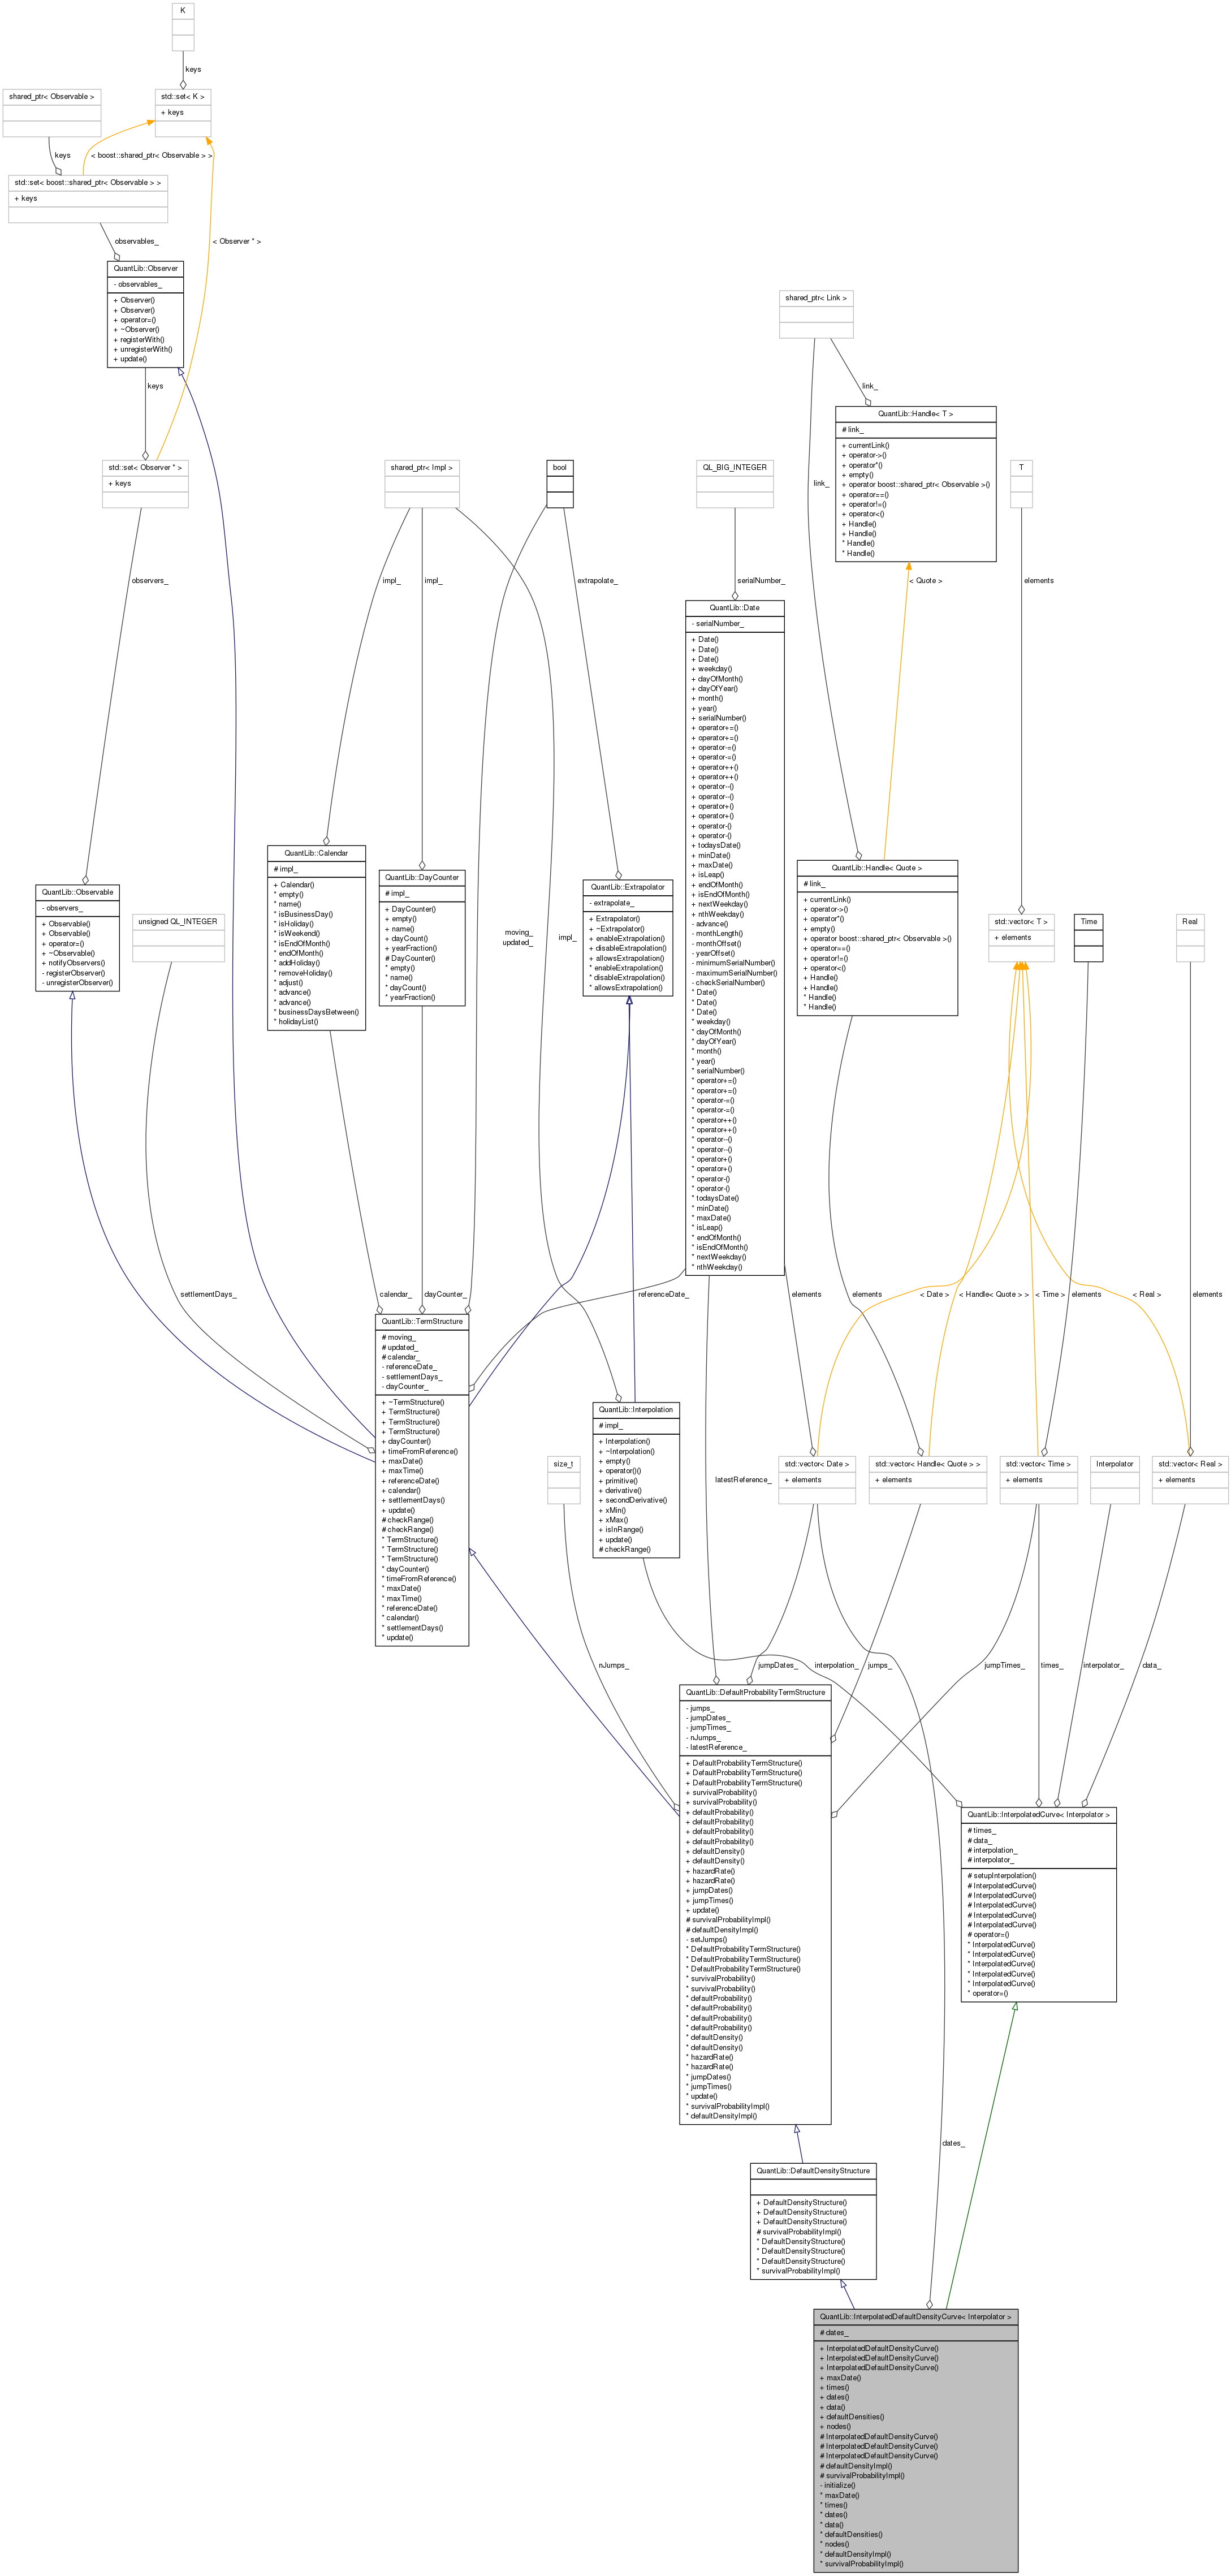 K
keys
shared_ptr< Observable >
std::set< K >
+ keys
keys
< boost::shared_ptr< Observable > >
std::set< boost::shared_ptr< Observable > >
+ keys
observables_
< Observer * >
QuantLib::Observer
- observables_
+ Observer()
+ Observer()
+ operator=()
+ ~Observer()
+ registerWith()
+ unregisterWith()
+ update()
keys
std::set< Observer * >
+ keys
observers_
shared_ptr< Link >
link_
link_
QuantLib::Handle< T >
# link_
+ currentLink()
+ operator->()
+ operator*()
+ empty()
+ operator boost::shared_ptr< Observable >()
+ operator==()
+ operator!=()
+ operator<()
+ Handle()
+ Handle()
* Handle()
* Handle()
< Quote >
shared_ptr< Impl >
bool
QL_BIG_INTEGER
T
impl_
impl_
extrapolate_
serialNumber_
elements
QuantLib::Date
- serialNumber_
+ Date()
+ Date()
+ Date()
+ weekday()
+ dayOfMonth()
+ dayOfYear()
+ month()
+ year()
+ serialNumber()
+ operator+=()
+ operator+=()
+ operator-=()
+ operator-=()
+ operator++()
+ operator++()
+ operator--()
+ operator--()
+ operator+()
+ operator+()
+ operator-()
+ operator-()
+ todaysDate()
+ minDate()
+ maxDate()
+ isLeap()
+ endOfMonth()
+ isEndOfMonth()
+ nextWeekday()
+ nthWeekday()
- advance()
- monthLength()
- monthOffset()
- yearOffset()
- minimumSerialNumber()
- maximumSerialNumber()
- checkSerialNumber()
* Date()
* Date()
* Date()
* weekday()
* dayOfMonth()
* dayOfYear()
* month()
* year()
* serialNumber()
* operator+=()
* operator+=()
* operator-=()
* operator-=()
* operator++()
* operator++()
* operator--()
* operator--()
* operator+()
* operator+()
* operator-()
* operator-()
* todaysDate()
* minDate()
* maxDate()
* isLeap()
* endOfMonth()
* isEndOfMonth()
* nextWeekday()
* nthWeekday()
QuantLib::Observable
- observers_
+ Observable()
+ Observable()
+ operator=()
+ ~Observable()
+ notifyObservers()
- registerObserver()
- unregisterObserver()
unsigned QL_INTEGER
QuantLib::Calendar
# impl_
+ Calendar()
* empty()
* name()
* isBusinessDay()
* isHoliday()
* isWeekend()
* isEndOfMonth()
* endOfMonth()
* addHoliday()
* removeHoliday()
* adjust()
* advance()
* advance()
* businessDaysBetween()
* holidayList()
QuantLib::DayCounter
# impl_
+ DayCounter()
+ empty()
+ name()
+ dayCount()
+ yearFraction()
# DayCounter()
* empty()
* name()
* dayCount()
* yearFraction()
moving_
updated_
impl_
QuantLib::Extrapolator
- extrapolate_
+ Extrapolator()
+ ~Extrapolator()
+ enableExtrapolation()
+ disableExtrapolation()
+ allowsExtrapolation()
* enableExtrapolation()
* disableExtrapolation()
* allowsExtrapolation()
QuantLib::Handle< Quote >
# link_
+ currentLink()
+ operator->()
+ operator*()
+ empty()
+ operator boost::shared_ptr< Observable >()
+ operator==()
+ operator!=()
+ operator<()
+ Handle()
+ Handle()
* Handle()
* Handle()
std::vector< T >
+ elements
Time
Real
settlementDays_
calendar_
dayCounter_
referenceDate_
elements
elements
< Date >
< Handle< Quote > >
< Time >
elements
< Real >
elements
QuantLib::TermStructure
# moving_
# updated_
# calendar_
- referenceDate_
- settlementDays_
- dayCounter_
+ ~TermStructure()
+ TermStructure()
+ TermStructure()
+ TermStructure()
+ dayCounter()
+ timeFromReference()
+ maxDate()
+ maxTime()
+ referenceDate()
+ calendar()
+ settlementDays()
+ update()
# checkRange()
# checkRange()
* TermStructure()
* TermStructure()
* TermStructure()
* dayCounter()
* timeFromReference()
* maxDate()
* maxTime()
* referenceDate()
* calendar()
* settlementDays()
* update()
size_t
QuantLib::Interpolation
# impl_
+ Interpolation()
+ ~Interpolation()
+ empty()
+ operator()()
+ primitive()
+ derivative()
+ secondDerivative()
+ xMin()
+ xMax()
+ isInRange()
+ update()
# checkRange()
latestReference_
std::vector< Date >
+ elements
std::vector< Handle< Quote > >
+ elements
std::vector< Time >
+ elements
Interpolator
std::vector< Real >
+ elements
nJumps_
jumpDates_
interpolation_
jumps_
jumpTimes_
times_
interpolator_
data_
QuantLib::DefaultProbabilityTermStructure
- jumps_
- jumpDates_
- jumpTimes_
- nJumps_
- latestReference_
+ DefaultProbabilityTermStructure()
+ DefaultProbabilityTermStructure()
+ DefaultProbabilityTermStructure()
+ survivalProbability()
+ survivalProbability()
+ defaultProbability()
+ defaultProbability()
+ defaultProbability()
+ defaultProbability()
+ defaultDensity()
+ defaultDensity()
+ hazardRate()
+ hazardRate()
+ jumpDates()
+ jumpTimes()
+ update()
# survivalProbabilityImpl()
# defaultDensityImpl()
- setJumps()
* DefaultProbabilityTermStructure()
* DefaultProbabilityTermStructure()
* DefaultProbabilityTermStructure()
* survivalProbability()
* survivalProbability()
* defaultProbability()
* defaultProbability()
* defaultProbability()
* defaultProbability()
* defaultDensity()
* defaultDensity()
* hazardRate()
* hazardRate()
* jumpDates()
* jumpTimes()
* update()
* survivalProbabilityImpl()
* defaultDensityImpl()
QuantLib::InterpolatedCurve< Interpolator >
# times_
# data_
# interpolation_
# interpolator_
# setupInterpolation()
# InterpolatedCurve()
# InterpolatedCurve()
# InterpolatedCurve()
# InterpolatedCurve()
# InterpolatedCurve()
# operator=()
* InterpolatedCurve()
* InterpolatedCurve()
* InterpolatedCurve()
* InterpolatedCurve()
* InterpolatedCurve()
* operator=()
dates_
QuantLib::DefaultDensityStructure
+ DefaultDensityStructure()
+ DefaultDensityStructure()
+ DefaultDensityStructure()
# survivalProbabilityImpl()
* DefaultDensityStructure()
* DefaultDensityStructure()
* DefaultDensityStructure()
* survivalProbabilityImpl()
QuantLib::InterpolatedDefaultDensityCurve< Interpolator >
# dates_
+ InterpolatedDefaultDensityCurve()
+ InterpolatedDefaultDensityCurve()
+ InterpolatedDefaultDensityCurve()
+ maxDate()
+ times()
+ dates()
+ data()
+ defaultDensities()
+ nodes()
# InterpolatedDefaultDensityCurve()
# InterpolatedDefaultDensityCurve()
# InterpolatedDefaultDensityCurve()
# defaultDensityImpl()
# survivalProbabilityImpl()
- initialize()
* maxDate()
* times()
* dates()
* data()
* defaultDensities()
* nodes()
* defaultDensityImpl()
* survivalProbabilityImpl()